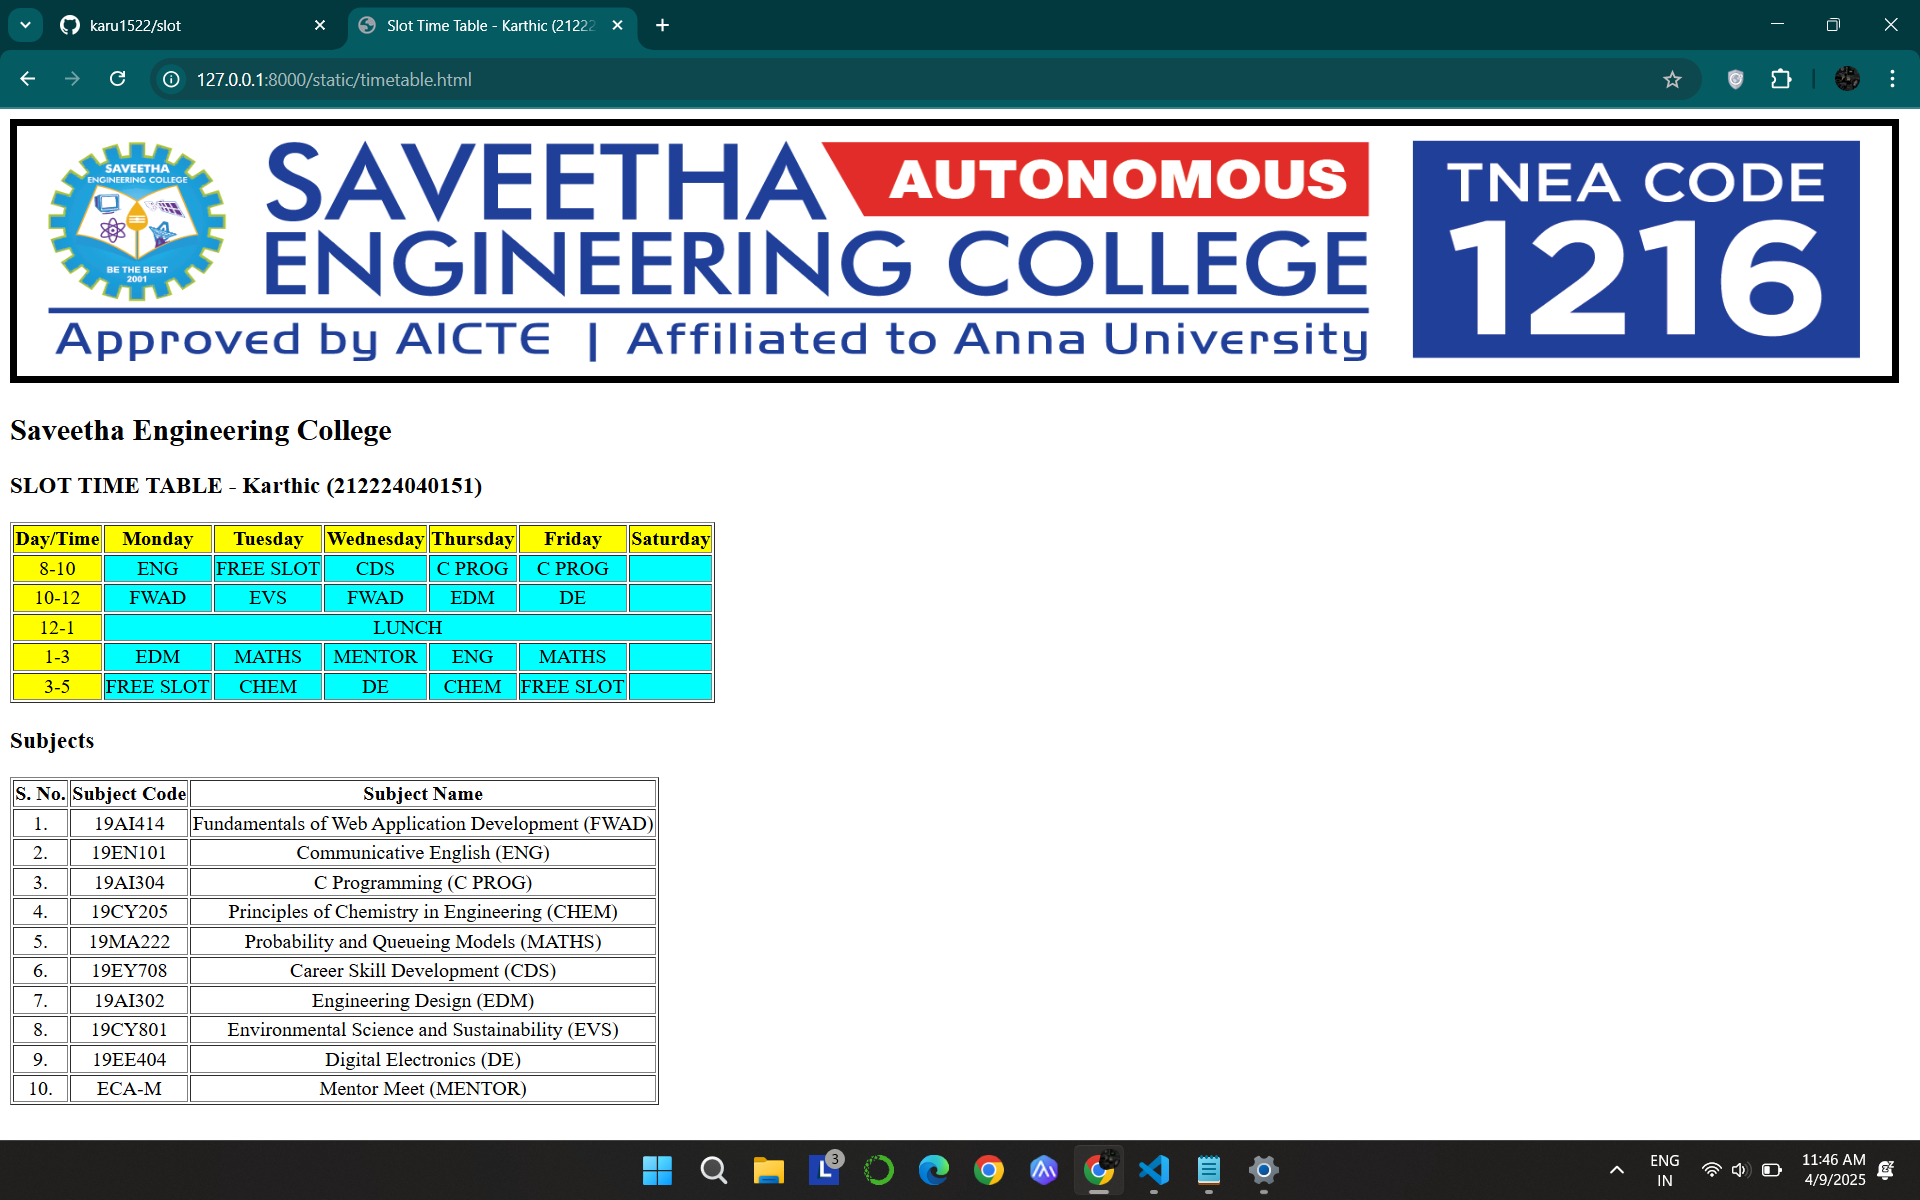 karu1522/slot
Slot Time Table - Karthic (21222
127.0.0.1:8000/static/timetable.html
SAVEETHA
ENGINEERING COLLEGE
BE THE BEST
2001
SAVEETHA AUTONOMOUS
ENGINEERING COLLEGE
Approved by AICTE | Affiliated to Anna University
TNEA CODE
1216
Saveetha Engineering College
SLOT TIME TABLE - Karthic (212224040151)
Day/Time Monday Tuesday Wednesday Thursday Friday Saturday
8-10 ENG FREE SLOT CDS C PROG C PROG
10-12 FWAD EVS FWAD EDM DE
12-1 LUNCH
1-3 EDM MATHS MENTOR ENG MATHS
3-5 FREE SLOT CHEM DE CHEM FREE SLOT
Subjects
S. No. Subject Code Subject Name
1. 19AI414 Fundamentals of Web Application Development (FWAD)
2. 19EN101 Communicative English (ENG)
3. 19AI304 C Programming (C PROG)
4. 19CY205 Principles of Chemistry in Engineering (CHEM)
5. 19MA222 Probability and Queueing Models (MATHS)
6. 19EY708 Career Skill Development (CDS)
7. 19AI302 Engineering Design (EDM)
8. 19CY801 Environmental Science and Sustainability (EVS)
9. 19EE404 Digital Electronics (DE)
10. ECA-M Mentor Meet (MENTOR)
L 3
ENG
IN
11:46 AM
4/9/2025